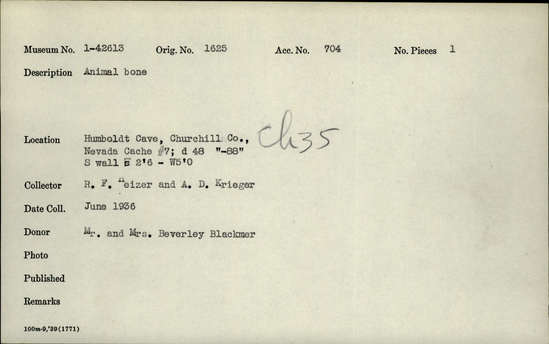 Museum No. 1-42613 Orig. No. 1625 Acc. No. 704 No. Pieces 1
Description Animal bone
Location Humboldt Cave, Churchill Co.,
Nevada Cache #7; d 48 "-88"
S wall E 2'6 - W5'0
Ch35
Collector R. F. Heizer and A. D. Krieger
Date Coll. June 1936
Donor Mr. and Mrs. Beverley Blackmer
Photo
Published
Remarks
100m-9,'39(1771)